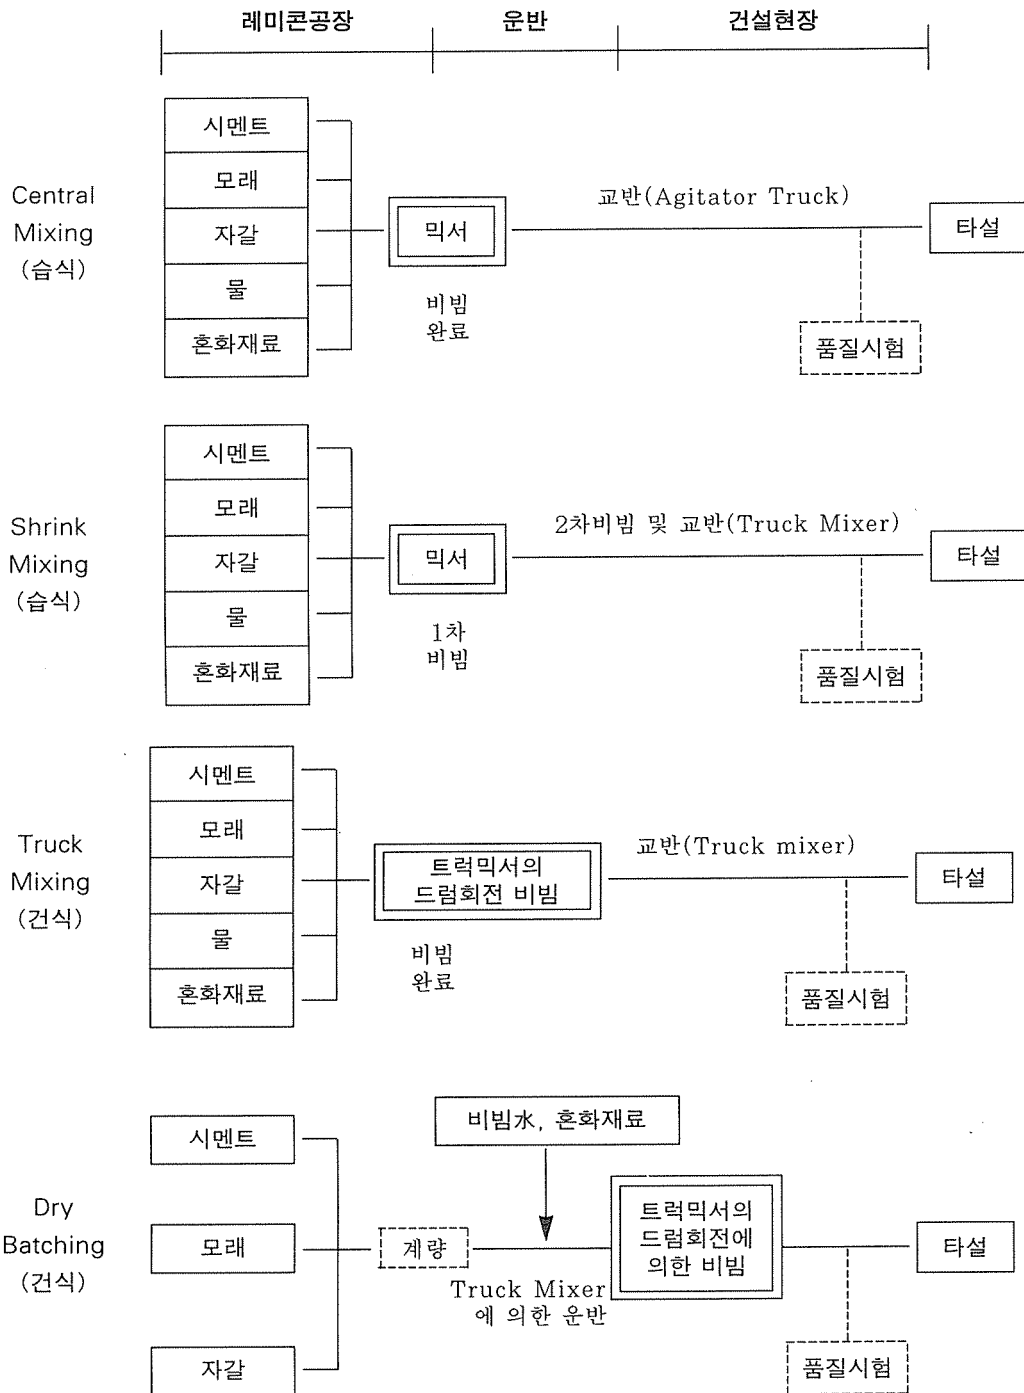 레미콘공장 운반 건설현장
Central
Mixing
(습식)
시멘트
모래
자갈
물
혼화재료
믹서
비빔
완료
교반(Agitator Truck)
타설
품질시험
Shrink
Mixing
(습식)
시멘트
모래
자갈
물
혼화재료
믹서
1차
비빔
2차비빔 및 교반(Truck Mixer)
타설
품질시험
Truck
Mixing
(건식)
시멘트
모래
자갈
물
혼화재료
트럭믹서의
드럼회전 비빔
비빔
완료
교반(Truck mixer)
타설
품질시험
Dry
Batching
(건식)
시멘트
모래
자갈
계량
비빔水, 혼화재료
Truck Mixer
에 의한 운반
트럭믹서의
드럼회전에
의한 비빔
타설
품질시험